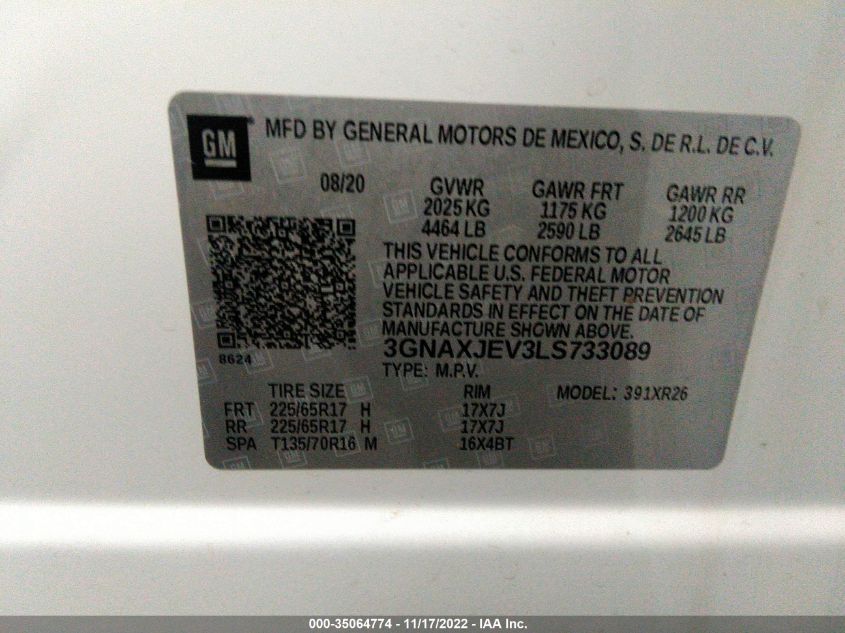 GM
MFD BY GENERAL MOTORS DE MEXICO, S. DE R.L. DE C.V.
08/20
GVWR GAWR FRT GAWR RR
2025 KG 1175 KG 1200 KG
4464 LB 2590 LB 2645 LB
THIS VEHICLE CONFORMS TO ALL
APPLICABLE U.S. FEDERAL MOTOR
VEHICLE SAFETY AND THEFT PREVENTION
STANDARDS IN EFFECT ON THE DATE OF
MANUFACTURE SHOWN ABOVE.
8624
3GNAXJEV3LS733089
TYPE: M.P.V.
TIRE SIZE RIM MODEL: 391XR26
FRT 225/65R17 H 17X7J
RR 225/65R17 H 17X7J
SPA T135/70R16 M 16X4BT
000-35064774 - 11/17/2022 - IAA Inc.